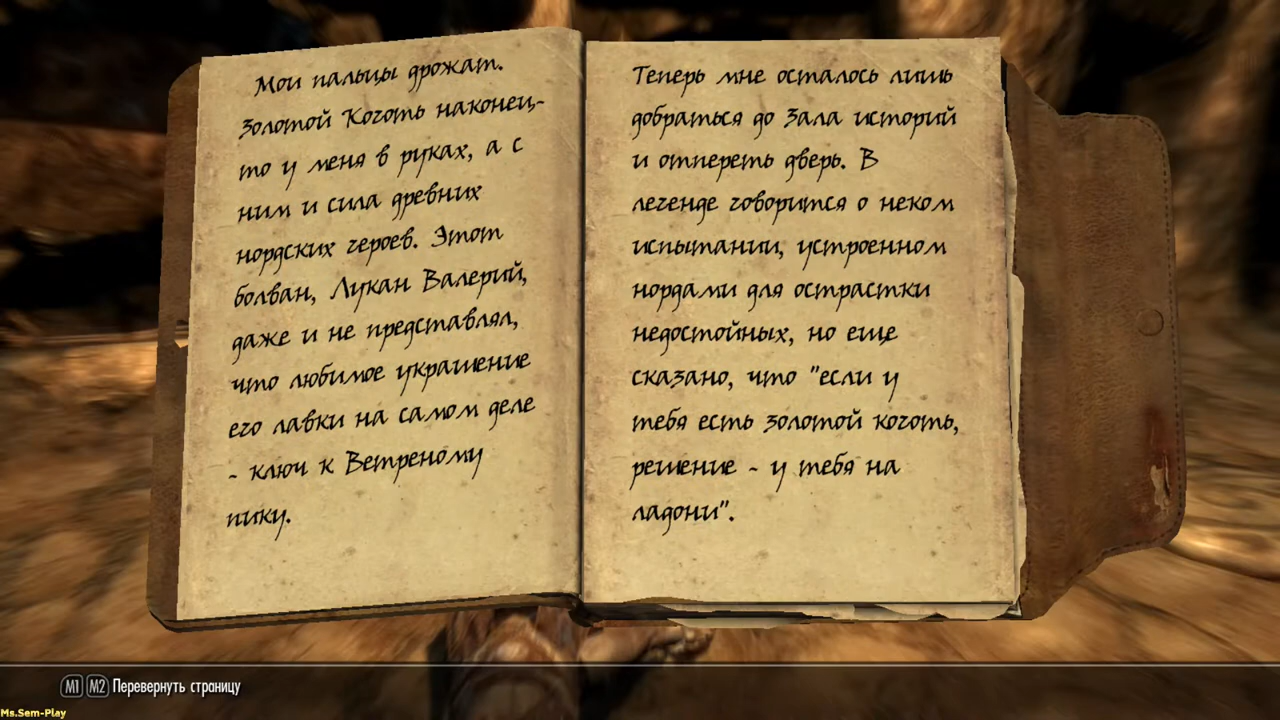 Мои пальцы дрожат.
Золотой Коготь наконец-
то у меня в руках, а с
ним и сила древних
нордских героев. Этот
болван, Лукан Валерий,
даже и не представлял,
что любимое украшение
его лавки на самом деле
- ключ к Ветреному
пику.
Теперь мне осталось лишь
добраться до Зала историй
и отпереть дверь. В
легенде говорится о неком
испытании, устроенном
нордами для острастки
недостойных, но еще
сказано, что "если у
тебя есть золотой коготь,
решение - у тебя на
ладони".
M1 M2 Перевернуть страницу
Ms.Sem-Play